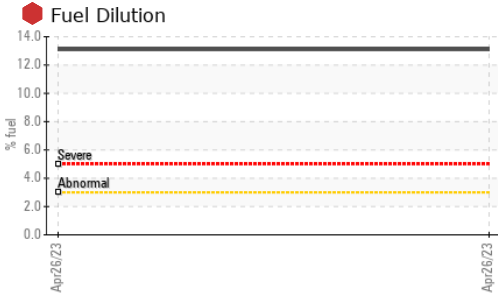 Fuel Dilution
14.0
12.0
10.0
8.0
6.0
4.0
2.0
0.0
% fuel
Severe
Abnormal
Apr26/23
Apr26/23